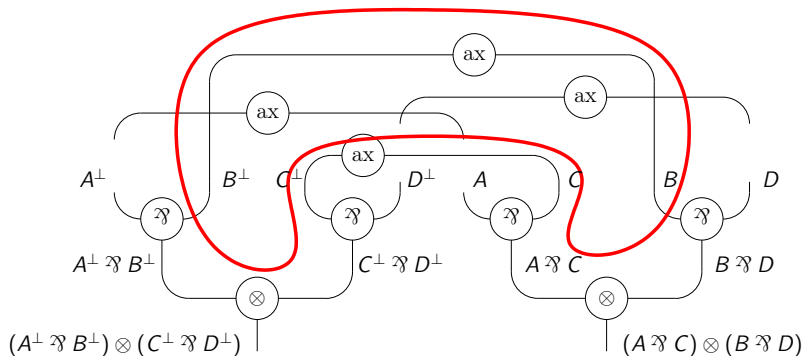 ax
ax
ax
ax
A⊥ B⊥ C⊥ D⊥ A C B D
⅋ ⅋ ⅋ ⅋
A⊥ ⅋ B⊥ C⊥ ⅋ D⊥ A ⅋ C B ⅋ D
⊗ ⊗
(A⊥ ⅋ B⊥) ⊗ (C⊥ ⅋ D⊥) (A ⅋ C) ⊗ (B ⅋ D)